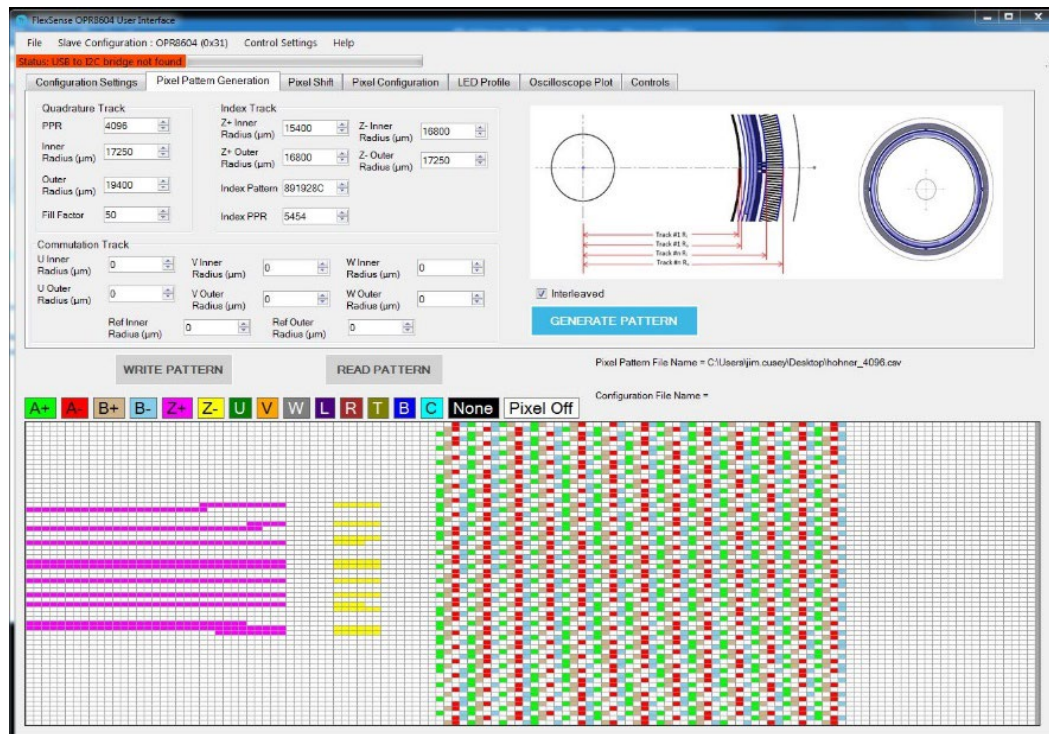 FlexSense OPR8604 User Interface
File Slave Configuration : OPR8604 (0x31) Control Settings Help
Status: USB to I2C bridge not found
Configuration Settings Pixel Pattern Generation Pixel Shift Pixel Configuration LED Profile Oscilloscope Plot Controls
Quadrature Track
PPR 4096
Inner Radius (µm) 17250
Outer Radius (µm) 19400
Fill Factor 50
Index Track
Z+ Inner Radius (µm) 15400
Z- Inner Radius (µm) 16800
Z+ Outer Radius (µm) 16800
Z- Outer Radius (µm) 17250
Index Pattern 891928C
Index PPR 5454
Commutation Track
U Inner Radius (µm) 0
V Inner Radius (µm) 0
W Inner Radius (µm) 0
U Outer Radius (µm) 0
V Outer Radius (µm) 0
W Outer Radius (µm) 0
Ref Inner Radius (µm) 0
Ref Outer Radius (µm) 0
Track #1 R
Track #1 R
Track #n R
Track #n R
Interleaved
GENERATE PATTERN
WRITE PATTERN READ PATTERN
Pixel Pattern File Name = C:\Users\jim.cusey\Desktop\hohner_4096.csv
Configuration File Name =
A+ A- B+ B- Z+ Z- U V W L R T B C None Pixel Off